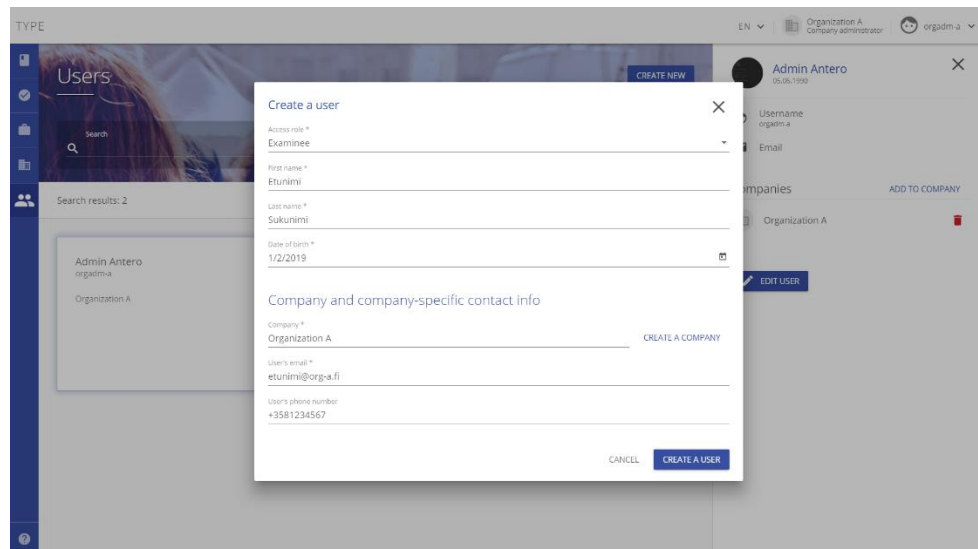 TYPE
EN
Organization A
Company administrator
orgadm-a
Users
CREATE NEW
Search
Search results: 2
Admin Antero
orgadm-a
Organization A
Create a user
Access role *
Examinee
First name *
Etunimi
Last name *
Sukunimi
Date of birth *
1/2/2019
Company and company-specific contact info
Company *
Organization A
CREATE A COMPANY
User's email *
etunimi@org-a.fi
User's phone number
+3581234567
CANCEL
CREATE A USER
Admin Antero
05.05.1990
Username
orgadm-a
Email
ompanies
ADD TO COMPANY
Organization A
EDIT USER